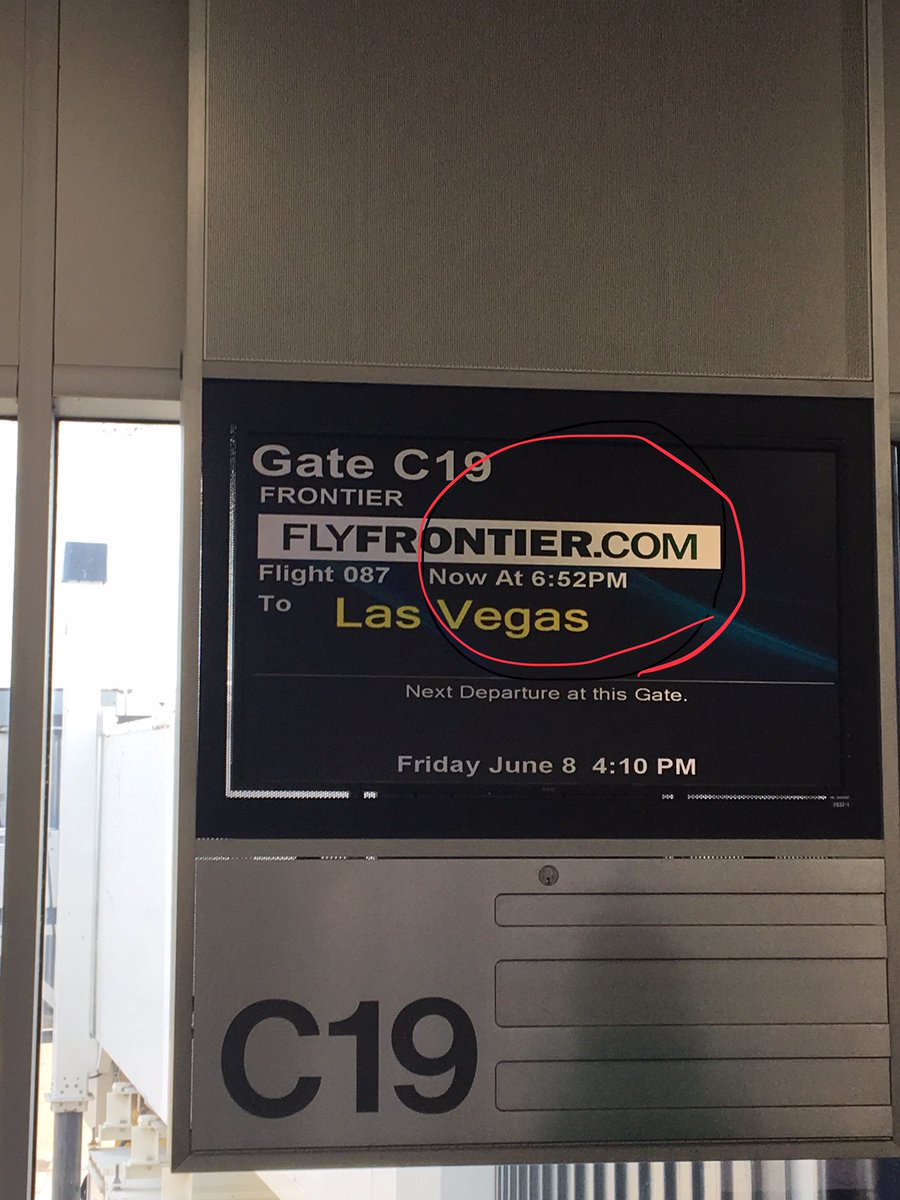 Gate C19
FRONTIER
FLYFRONTIER.COM
Flight 087 Now At 6:52PM
To Las Vegas
Next Departure at this Gate.
Friday June 8 4:10 PM
C19